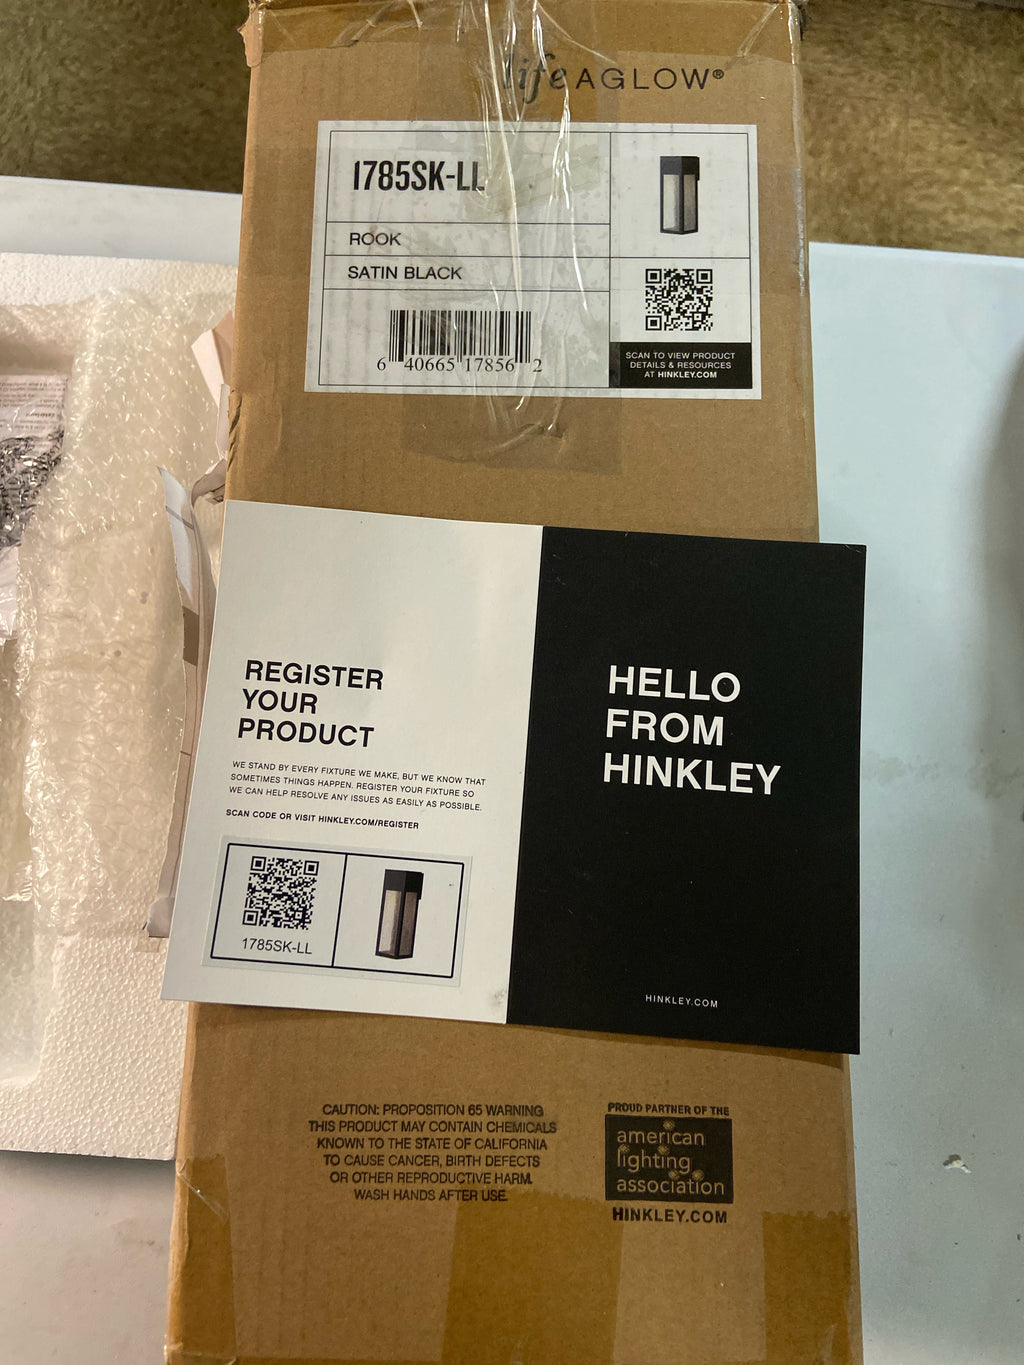 life AGLOW®
1785SK-LL
ROOK
SATIN BLACK
6 40665 17856 2
SCAN TO VIEW PRODUCT
DETAILS & RESOURCES
AT HINKLEY.COM
REGISTER
YOUR
PRODUCT
WE STAND BY EVERY FIXTURE WE MAKE, BUT WE KNOW THAT
SOMETIMES THINGS HAPPEN. REGISTER YOUR FIXTURE SO
WE CAN HELP RESOLVE ANY ISSUES AS EASILY AS POSSIBLE.
SCAN CODE OR VISIT HINKLEY.COM/REGISTER
1785SK-LL
HELLO
FROM
HINKLEY
HINKLEY.COM
CAUTION: PROPOSITION 65 WARNING
THIS PRODUCT MAY CONTAIN CHEMICALS
KNOWN TO THE STATE OF CALIFORNIA
TO CAUSE CANCER, BIRTH DEFECTS
OR OTHER REPRODUCTIVE HARM.
WASH HANDS AFTER USE.
PROUD PARTNER OF THE
american
lighting
association
HINKLEY.COM